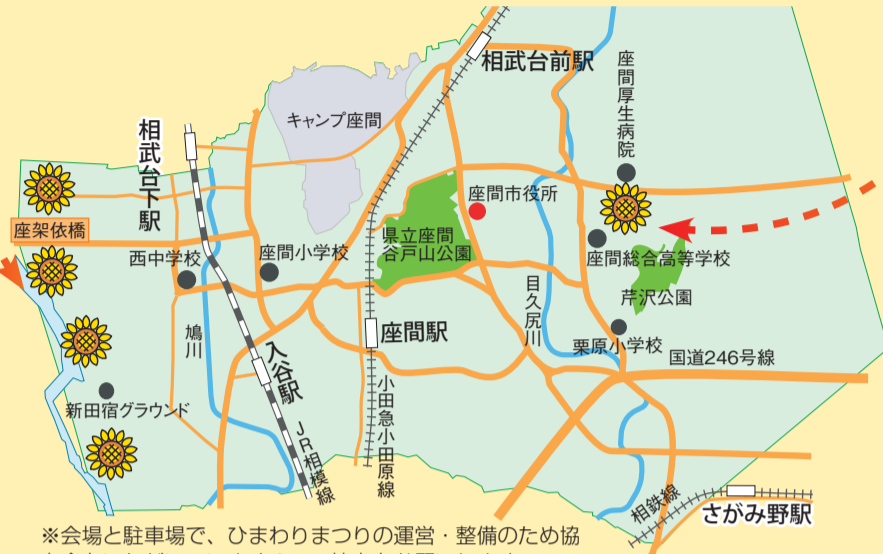 相武台前駅
座間厚生病院
キャンプ座間
相武台下駅
座間市役所
座架依橋
県立座間
谷戸山公園
西中学校
座間小学校
座間総合高等学校
芹沢公園
目久尻川
鳩川
座間駅
入谷駅
栗原小学校
国道246号線
新田宿グラウンド
小田急小田原線
JR相模線
相鉄線
さがみ野駅
※会場と駐車場で、ひまわりまつりの運営・整備のため協